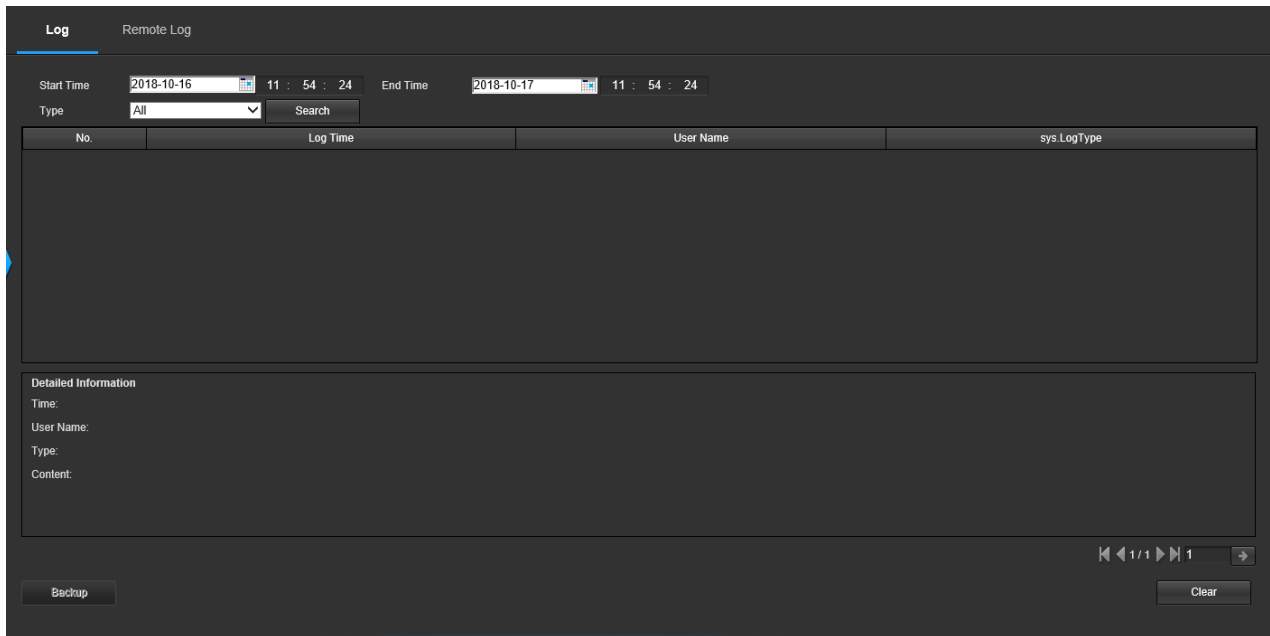 Log Remote Log
Start Time 2018-10-16 11 : 54 : 24 End Time 2018-10-17 11 : 54 : 24
Type All Search
No. Log Time User Name sys.LogType
Detailed Information
Time:
User Name:
Type:
Content:
1 / 1 1
Backup Clear